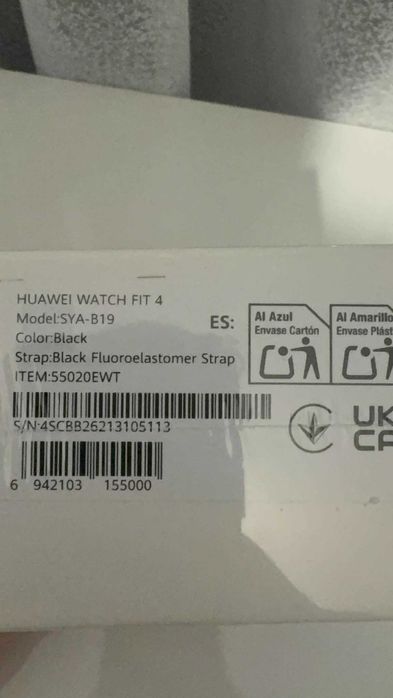 HUAWEI WATCH FIT 4
Model:SYA-B19
Color:Black
Strap:Black Fluoroelastomer Strap
ITEM:55020EWT
S/N:4SCBB26213105113
6 942103 155000
ES:
Al Azul
Envase Cartón
Al Amarillo
Envase Plást
UK
CA